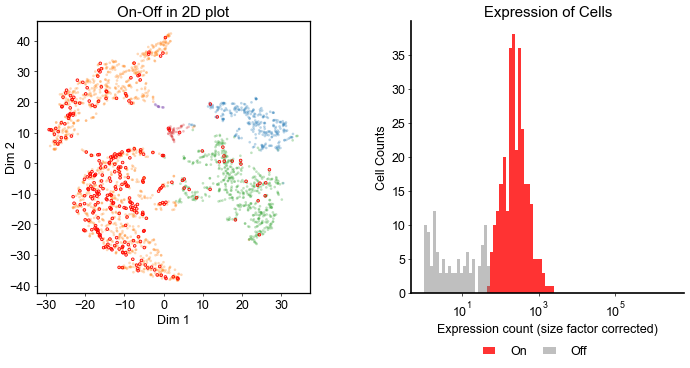 On-Off in 2D plot
Dim 2
40
30
20
10
0
−10
−20
−30
−40
−30 −20 −10 0 10 20 30
Dim 1
Expression of Cells
Cell Counts
35
30
25
20
15
10
5
0
10^1 10^3 10^5
Expression count (size factor corrected)
On Off